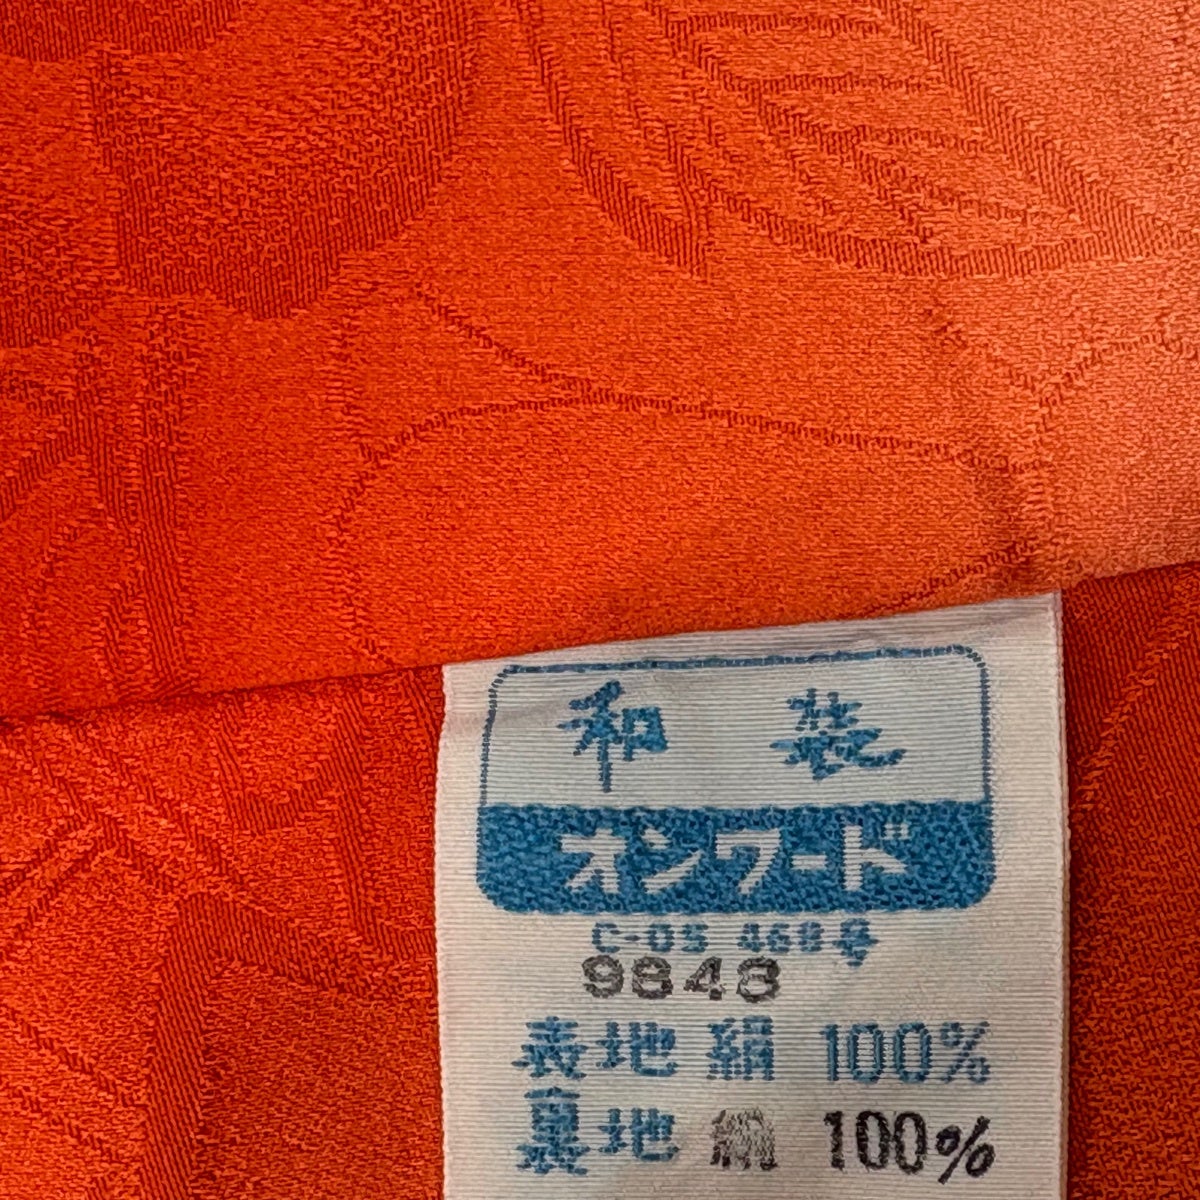 和装
オンワード
C-05 468号
9848
表地 絹 100%
裏地 絹 100%